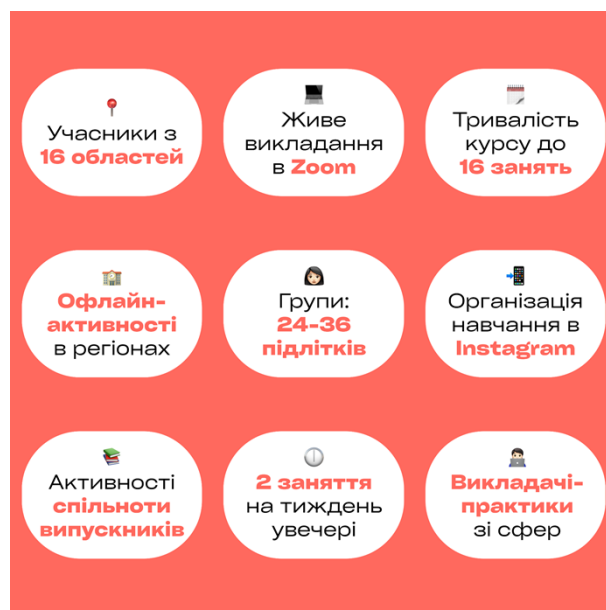 Учасники з
16 областей
Живе
викладання
в Zoom
Тривалість
курсу до
16 занять
Офлайн-
активності
в регіонах
Групи:
24-36
підлітків
Організація
навчання в
Instagram
Активності
спільноти
випускників
2 заняття
на тиждень
увечері
Викладачі-
практики
зі сфер